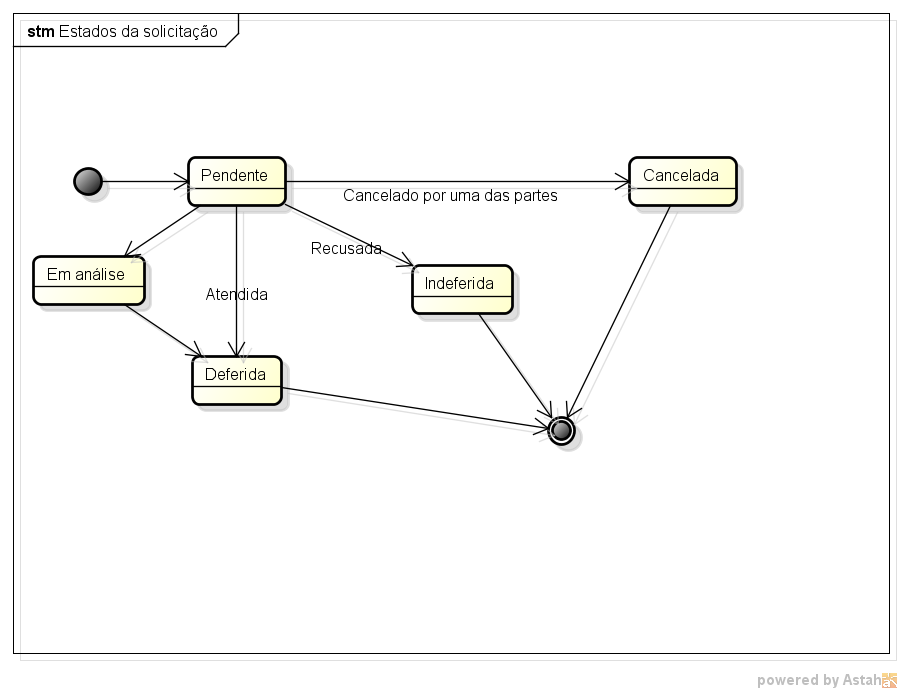 stm Estados da solicitação
Pendente
Cancelada
Cancelado por uma das partes
Recusada
Em análise
Indeferida
Atendida
Deferida
powered by Astah